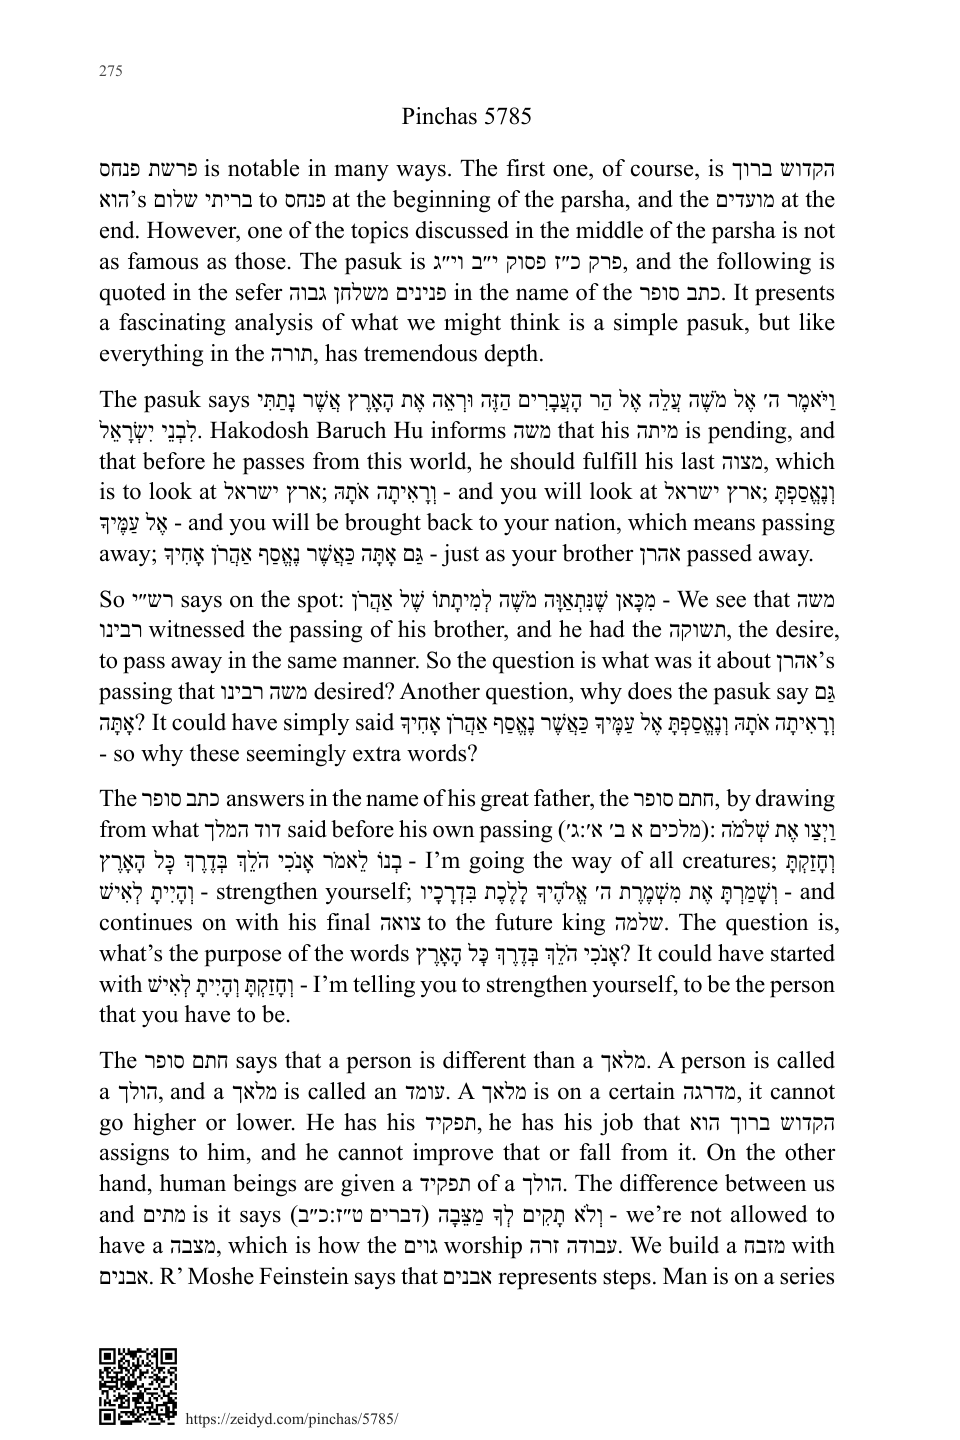 275
Pinchas 5785
פרשת פנחס is notable in many ways. The first one, of course, is הקדוש ברוך
הוא’s בריתי שלום to פנחס at the beginning of the parsha, and the מועדים at the
end. However, one of the topics discussed in the middle of the parsha is not
as famous as those. The pasuk is פרק כ״ז פסוק י״ב וי״ג, and the following is
quoted in the sefer פנינים משלחן גבוה in the name of the כתב סופר. It presents
a fascinating analysis of what we might think is a simple pasuk, but like
everything in the תורה, has tremendous depth.
The pasuk says וַיֹּאמֶר ה׳ אֶל מֹשֶׁה עֲלֵה אֶל הַר הָעֲבָרִים הַזֶּה וּרְאֵה אֶת הָאָרֶץ אֲשֶׁר נָתַתִּי
לִבְנֵי יִשְׂרָאֵל. Hakodosh Baruch Hu informs משה that his מיתה is pending, and
that before he passes from this world, he should fulfill his last מצוה, which
is to look at ארץ ישראל; וְרָאִיתָה אֹתָהּ - and you will look at ארץ ישראל; וְנֶאֱסַפְתָּ
אֶל עַמֶּיךָ - and you will be brought back to your nation, which means passing
away; גַּם אָתָּה כַּאֲשֶׁר נֶאֱסַף אַהֲרֹן אָחִיךָ - just as your brother אהרן passed away.
So רש״י says on the spot: מִכָּאן שֶׁנִּתְאַוָּה מֹשֶׁה לְמִיתָתוֹ שֶׁל אַהֲרֹן - We see that משה
רבינו witnessed the passing of his brother, and he had the תשוקה, the desire,
to pass away in the same manner. So the question is what was it about אהרן’s
passing that משה רבינו desired? Another question, why does the pasuk say גַּם
אָתָּה? It could have simply said וְרָאִיתָה אֹתָהּ וְנֶאֱסַפְתָּ אֶל עַמֶּיךָ כַּאֲשֶׁר נֶאֱסַף אַהֲרֹן אָחִיךָ
- so why these seemingly extra words?
The כתב סופר answers in the name of his great father, the חתם סופר, by drawing
from what דוד המלך said before his own passing (מלכים א ב׳ א׳:ג׳): וַיְצַו אֶת שְׁלֹמֹה
בְנוֹ לֵאמֹר אָנֹכִי הֹלֵךְ בְּדֶרֶךְ כָּל הָאָרֶץ - I’m going the way of all creatures; וְחָזַקְתָּ
וְהָיִיתָ לְאִישׁ - strengthen yourself; וְשָׁמַרְתָּ אֶת מִשְׁמֶרֶת ה׳ אֱלֹהֶיךָ לָלֶכֶת בִּדְרָכָיו - and
continues on with his final צואה to the future king שלמה. The question is,
what’s the purpose of the words אָנֹכִי הֹלֵךְ בְּדֶרֶךְ כָּל הָאָרֶץ? It could have started
with וְחָזַקְתָּ וְהָיִיתָ לְאִישׁ - I’m telling you to strengthen yourself, to be the person
that you have to be.
The חתם סופר says that a person is different than a מלאך. A person is called
a הולך, and a מלאך is called an עומד. A מלאך is on a certain מדרגה, it cannot
go higher or lower. He has his תפקיד, he has his job that הקדוש ברוך הוא
assigns to him, and he cannot improve that or fall from it. On the other
hand, human beings are given a תפקיד of a הולך. The difference between us
and מתים is it says (דברים ט״ז:כ״ב) וְלֹא תָקִים לְךָ מַצֵּבָה - we’re not allowed to
have a מצבה, which is how the גוים worship עבודה זרה. We build a מזבח with
אבנים. R’ Moshe Feinstein says that אבנים represents steps. Man is on a series
https://zeidyd.com/pinchas/5785/